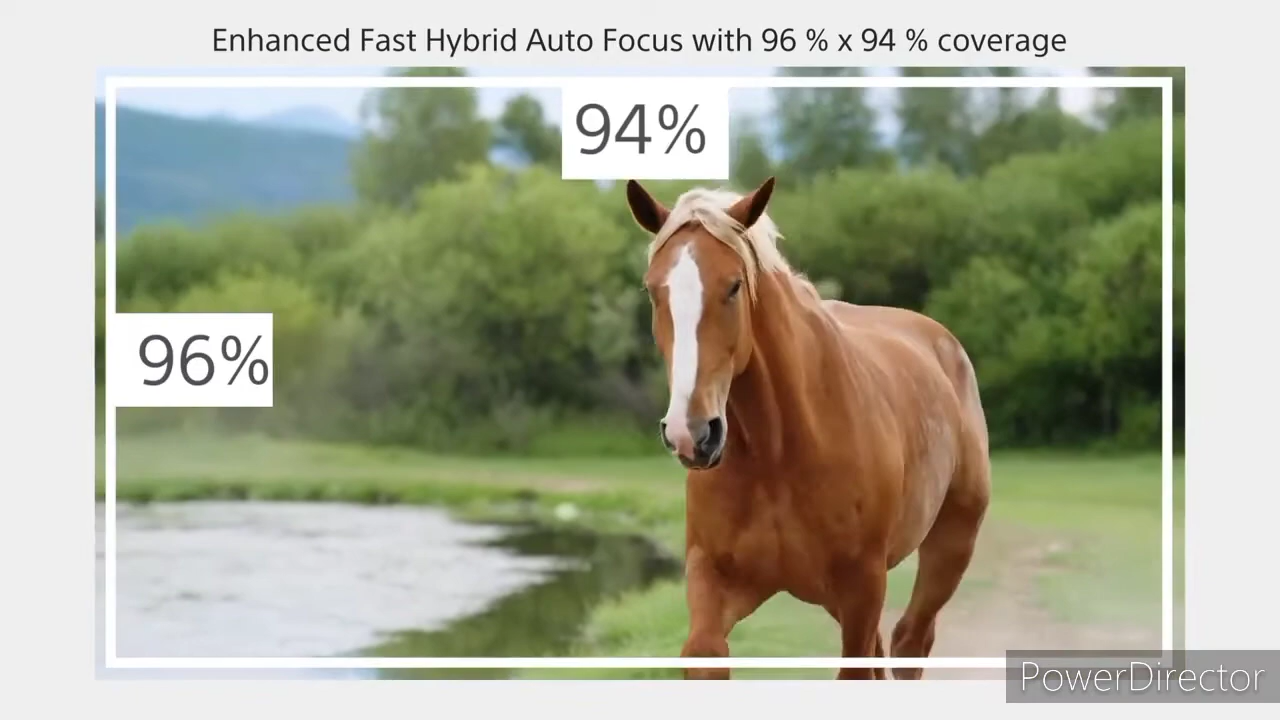 Enhanced Fast Hybrid Auto Focus with 96 % x 94 % coverage
94%
96%
PowerDirector